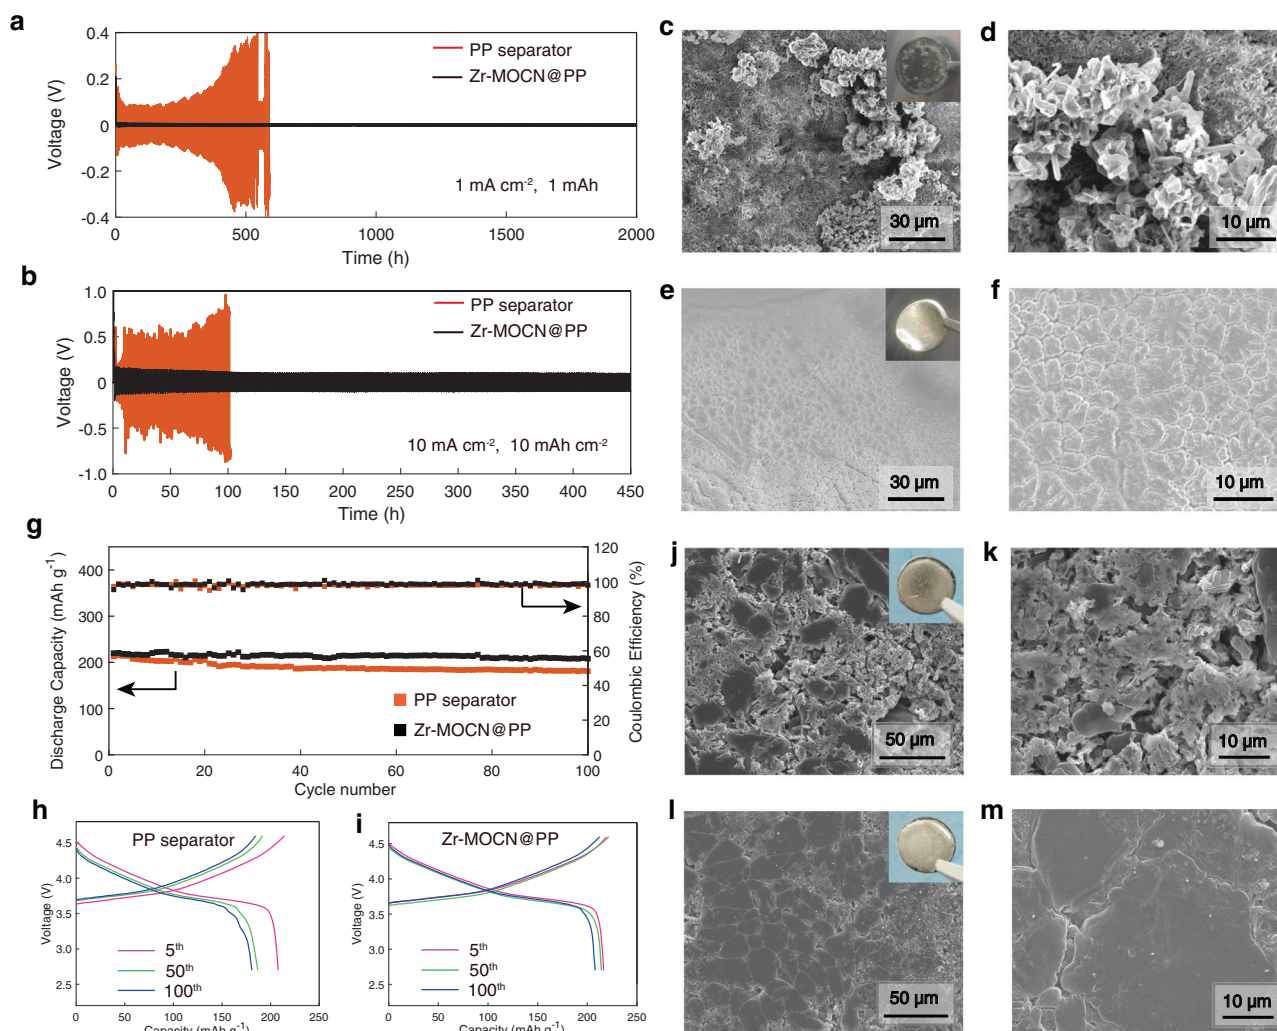 a
0.4
0.2
0
-0.2
-0.4
Voltage (V)
PP separator
Zr-MOCN@PP
1 mA cm-2, 1 mAh
0 500 1000 1500 2000
Time (h)
b
1.0
0.5
0
-0.5
-1.0
Voltage (V)
PP separator
Zr-MOCN@PP
10 mA cm-2, 10 mAh cm-2
0 50 100 150 200 250 300 350 400 450
Time (h)
c
30 μm
d
10 μm
e
30 μm
f
10 μm
g
400
300
200
100
0
Discharge Capacity (mAh g-1)
120
100
80
60
40
20
0
Coulombic Efficiency (%)
PP separator
Zr-MOCN@PP
0 20 40 60 80 100
Cycle number
h
PP separator
4.5
4.0
3.5
3.0
2.5
Voltage (V)
5th
50th
100th
0 50 100 150 200 250
Capacity (mAh g-1)
i
Zr-MOCN@PP
4.5
4.0
3.5
3.0
2.5
Voltage (V)
5th
50th
100th
0 50 100 150 200 250
Capacity (mAh g-1)
j
50 μm
k
10 μm
l
50 μm
m
10 μm